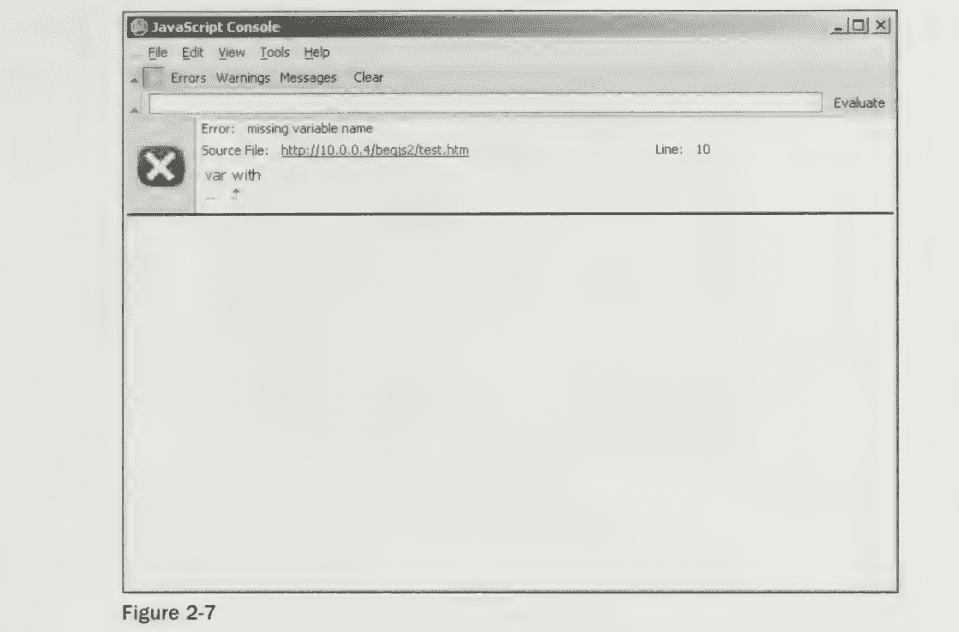 JavaScript Console
File Edit View Tools Help
Errors Warnings Messages Clear
Evaluate
Error: missing variable name
Source File: http://10.0.0.4/begjs2/test.htm Line: 10
var with
Figure 2-7